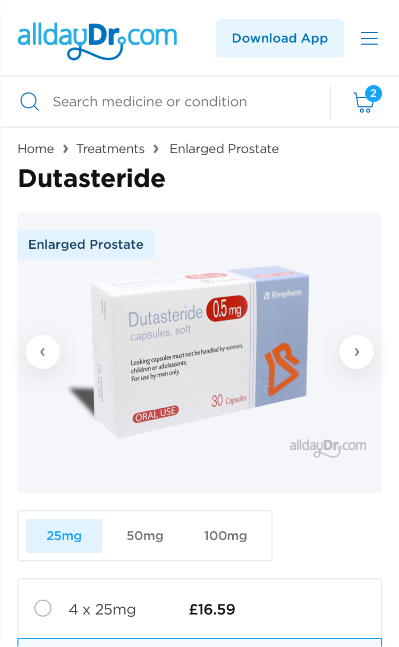 alldayDr.com
Download App
Search medicine or condition
2
Home › Treatments › Enlarged Prostate
Dutasteride
Enlarged Prostate
Rivopharm
Dutasteride 0.5 mg
capsules, soft
Leaking capsules must not be handled by women,
children or adolescents.
For use by men only.
ORAL USE
30 Capsules
alldayDr.com
25mg 50mg 100mg
4 x 25mg £16.59